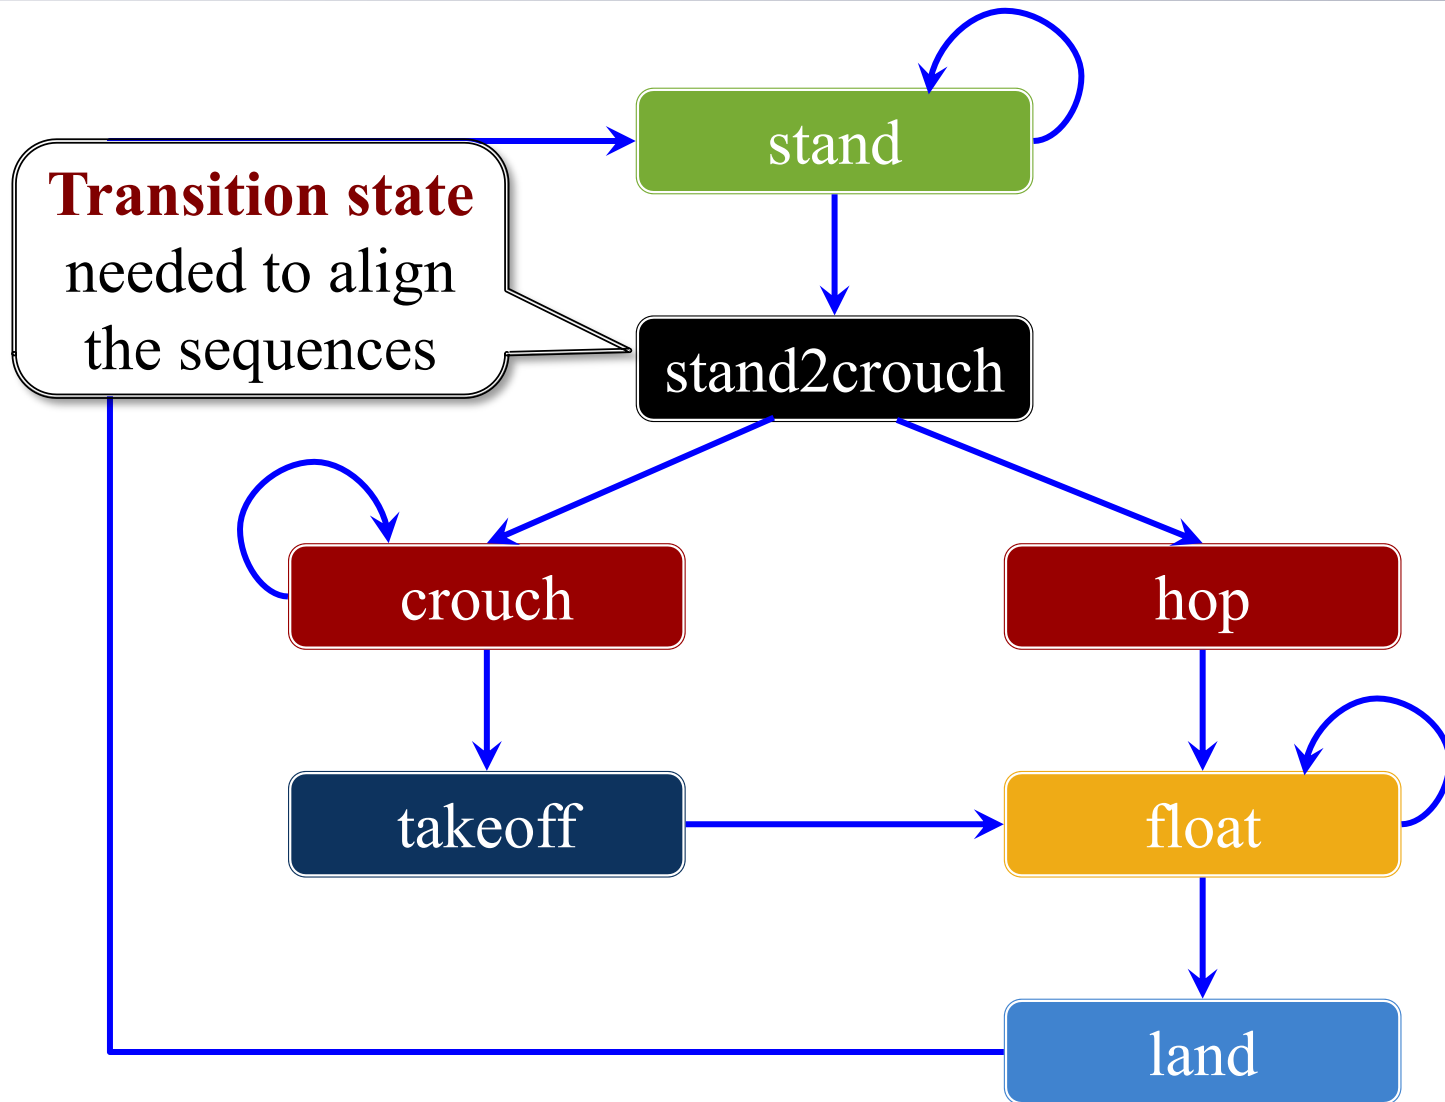 stand
Transition state
needed to align
the sequences
stand2crouch
crouch
hop
takeoff
float
land